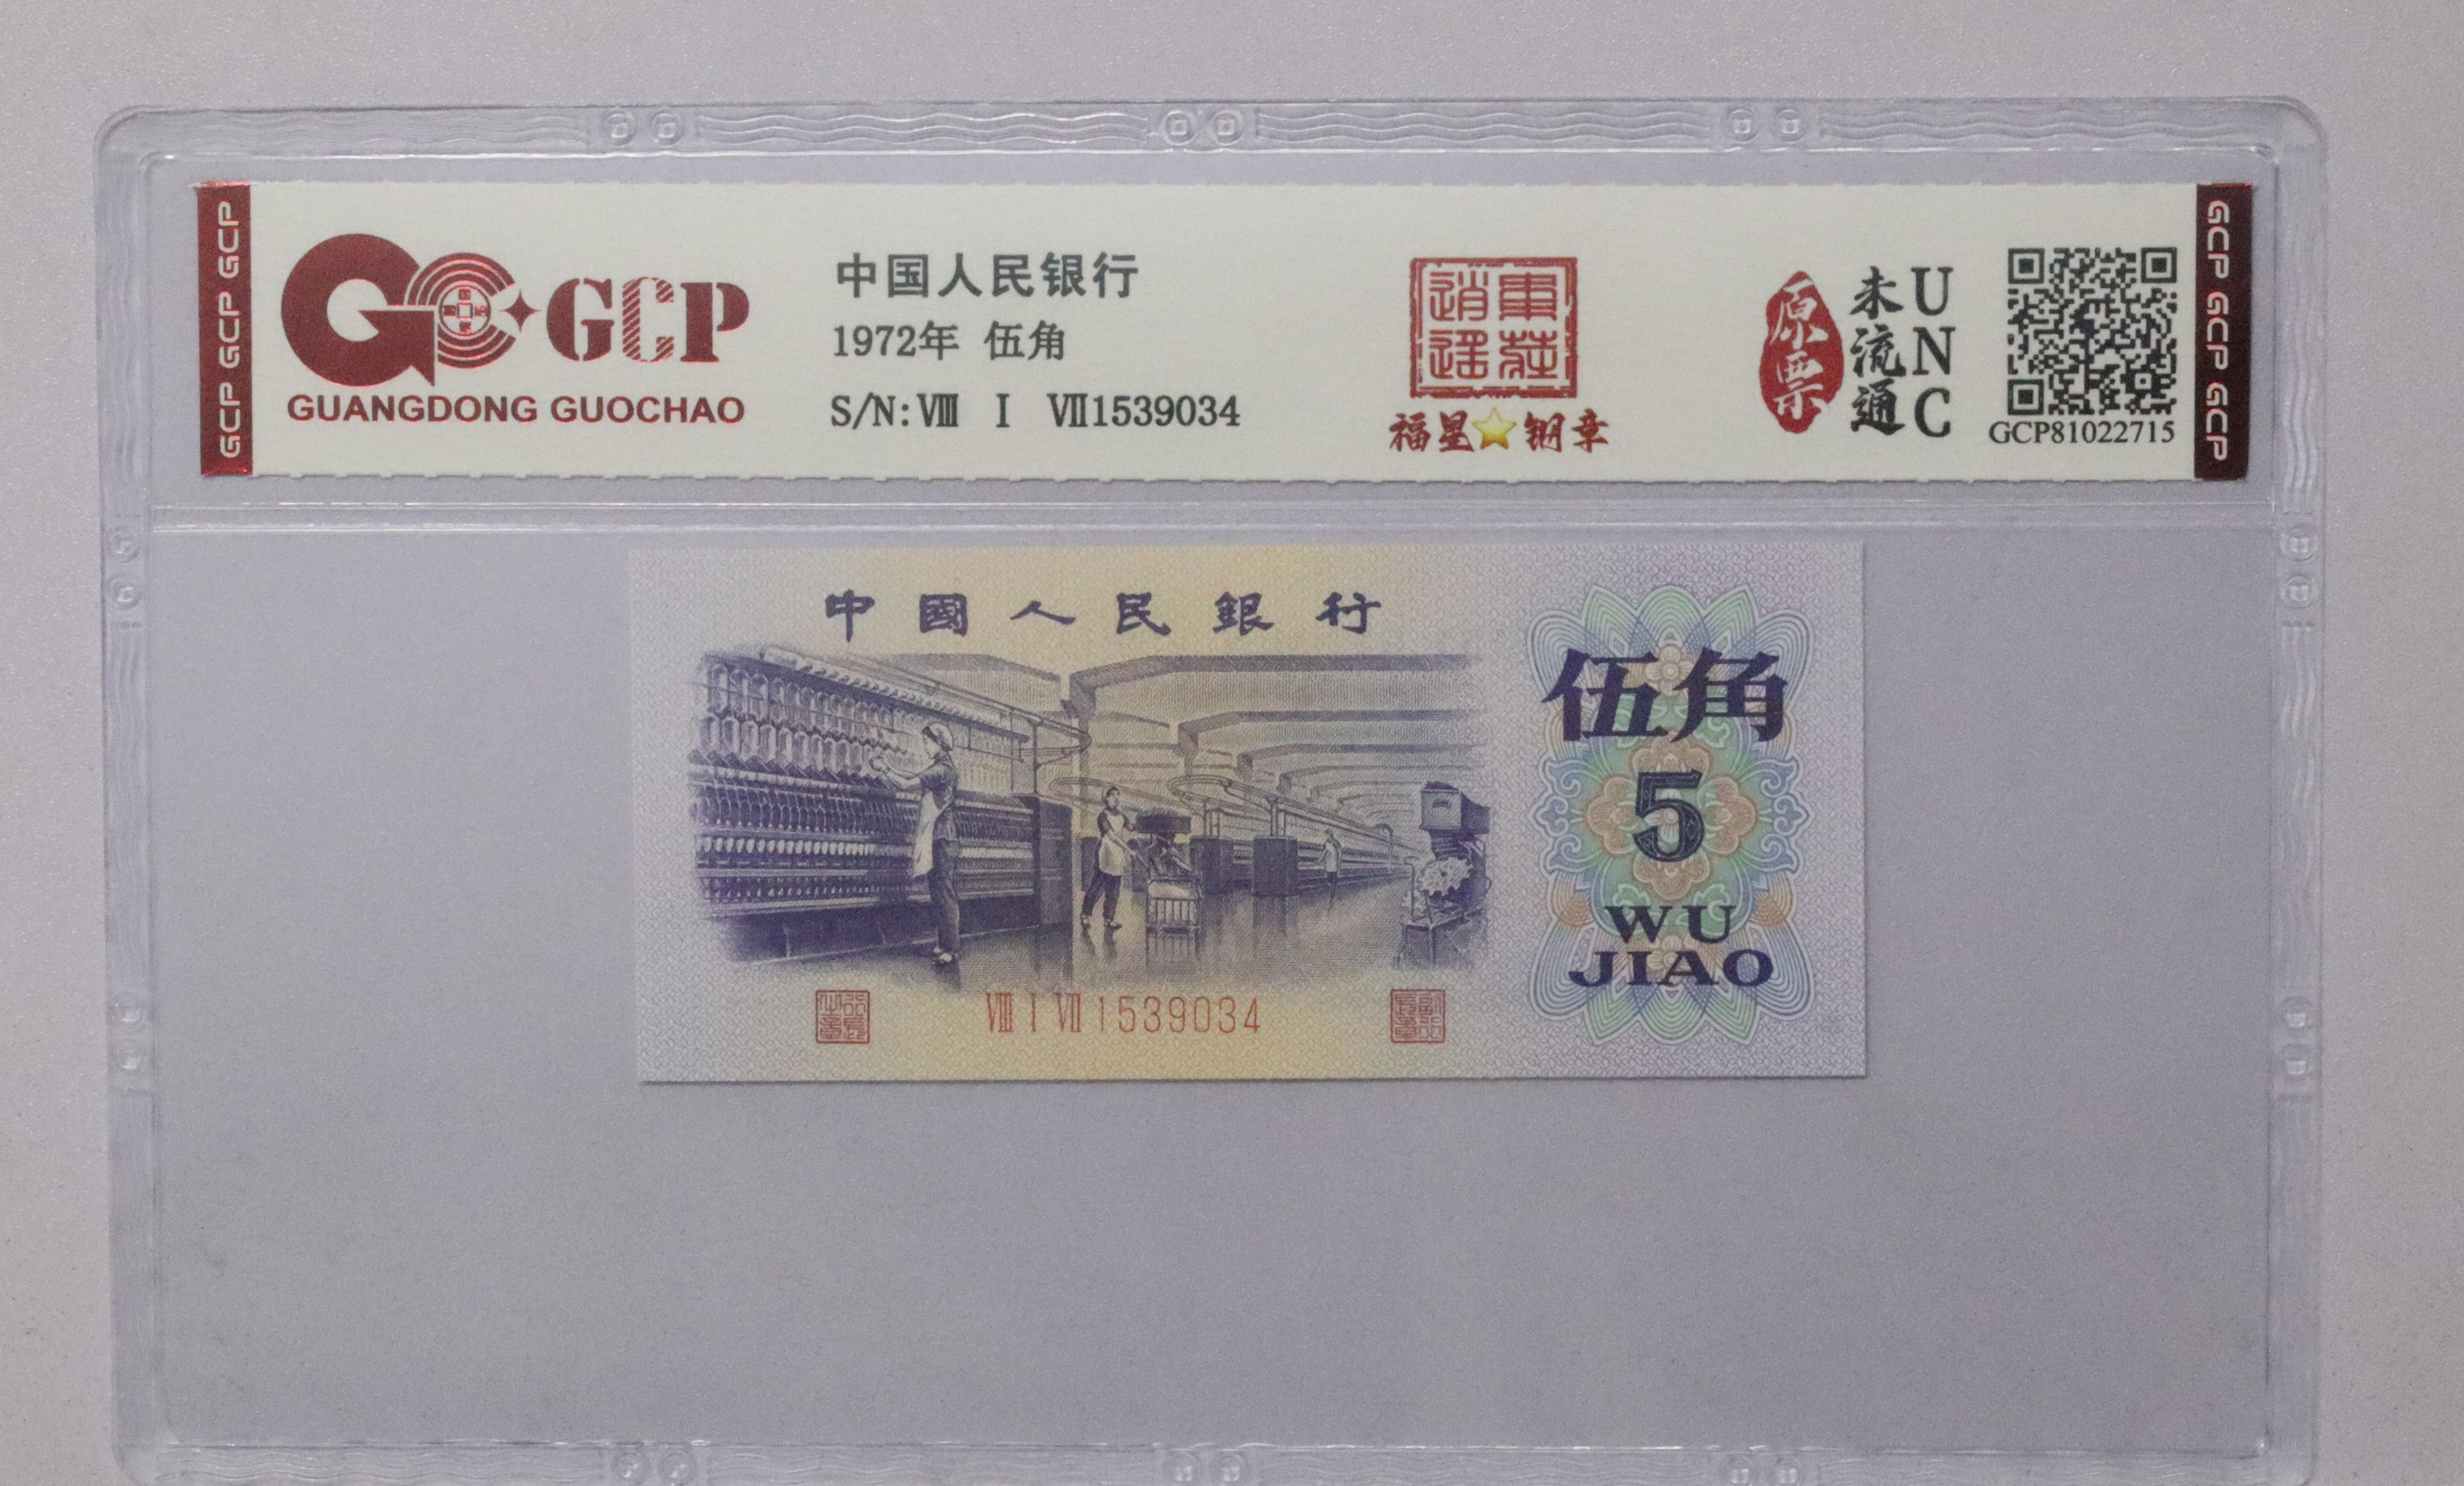 GCP GCP GCP
GCP
GUANGDONG GUOCHAO
中国人民银行
1972年 伍角
S/N:Ⅷ Ⅰ Ⅶ1539034
福星⭐钢章
原票
未流通
UNC
GCP81022715
GCP GCP GCP
中國人民銀行
伍角
5
WU
JIAO
Ⅷ Ⅰ Ⅶ 1539034